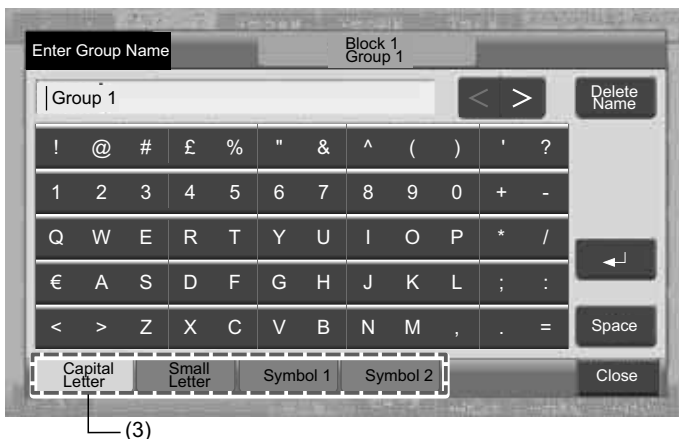 Enter Group Name
Block 1
Group 1
Group 1
< >
Delete
Name
! @ # £ % " & ^ ( ) ' ?
1 2 3 4 5 6 7 8 9 0 + -
Q W E R T Y U I O P * /
€ A S D F G H J K L ; :
< > Z X C V B N M , . =
Space
Capital
Letter
Small
Letter
Symbol 1
Symbol 2
Close
(3)